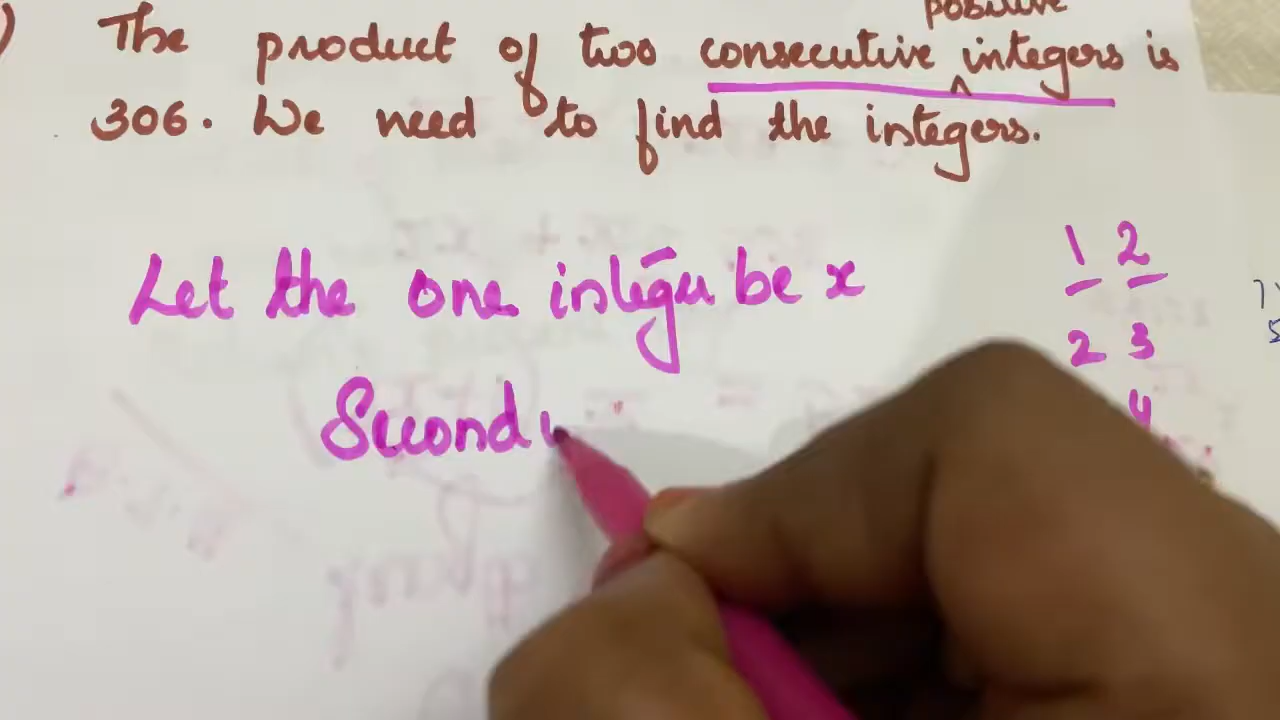 positive
The product of two consecutive ^ integers is
306. We need to find the integers.
Let the one integer be x
Second
1 2
2 3
4